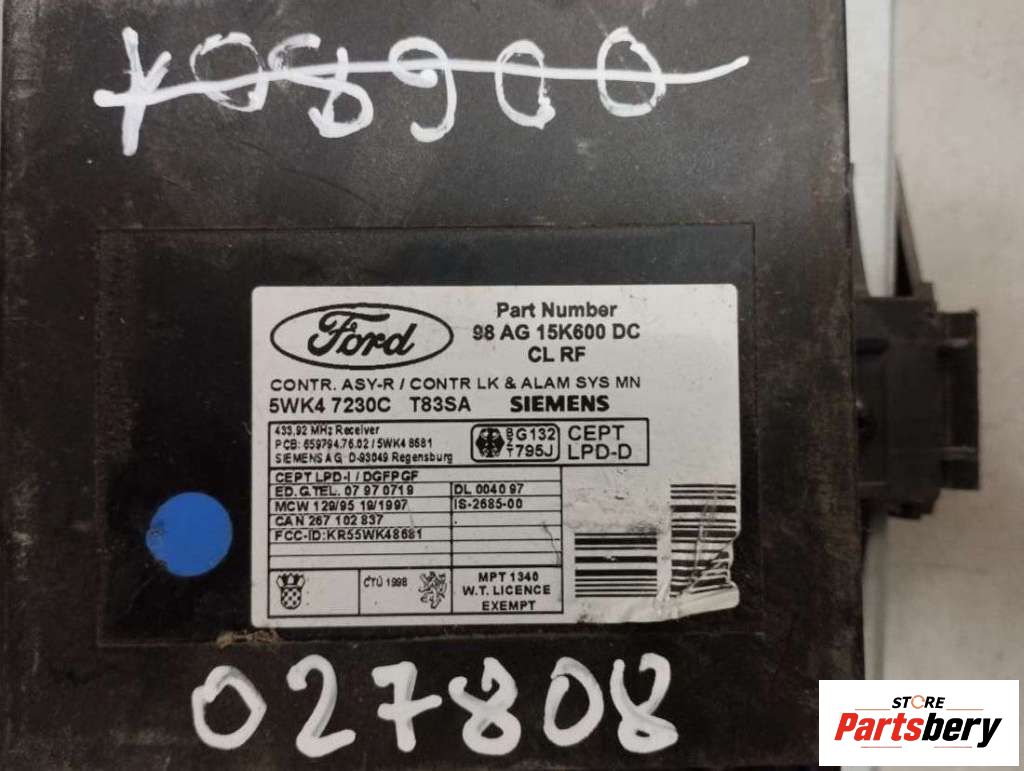 Y08900
Ford
Part Number
98 AG 15K600 DC
CL RF
CONTR. ASY-R / CONTR LK & ALAM SYS MN
5WK4 7230C T83SA SIEMENS
433,92 MHz Receiver
PCB: 659794.76.02 / 5WK4 8681
SIEMENS AG, D-93049 Regensburg
BZT
G132
795J
CEPT
LPD-D
CEPT LPD-I / DGFPGF
ED.G.TEL. 07 97 0719
DL 0040 97
MCW 129/95 19/1997
IS-2685-00
CAN 267 102 837
FCC-ID:KR55WK48681
ČTÚ 1998
MPT 1340
W.T. LICENCE
EXEMPT
027808
STORE
Partsbery